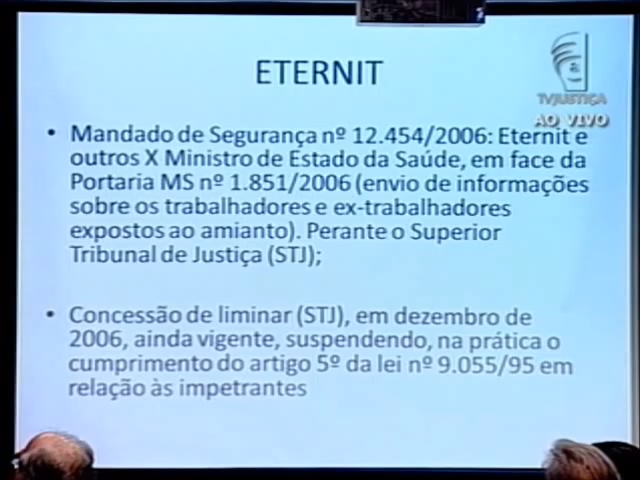 ETERNIT
TVJUSTIÇA
AO VIVO
• Mandado de Segurança nº 12.454/2006: Eternit e
outros X Ministro de Estado da Saúde, em face da
Portaria MS nº 1.851/2006 (envio de informações
sobre os trabalhadores e ex-trabalhadores
expostos ao amianto). Perante o Superior
Tribunal de Justiça (STJ);
• Concessão de liminar (STJ), em dezembro de
2006, ainda vigente, suspendendo, na prática o
cumprimento do artigo 5º da lei nº 9.055/95 em
relação às impetrantes